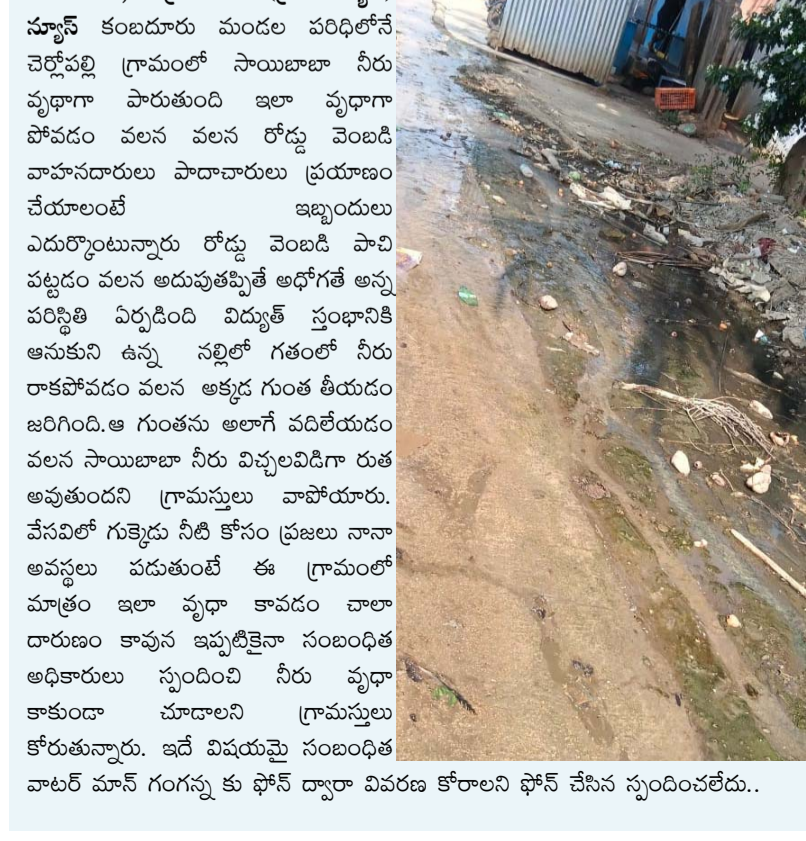 న్యూస్ కంబదూరు మండల పరిధిలోనే
చెర్లోపల్లి గ్రామంలో సాయిబాబా నీరు
వృథాగా పారుతుంది ఇలా వృధాగా
పోవడం వలన వలన రోడ్డు వెంబడి
వాహనదారులు పాదాచారులు ప్రయాణం
చేయాలంటే ఇబ్బందులు
ఎదుర్కొంటున్నారు రోడ్డు వెంబడి పాచి
పట్టడం వలన అదుపుతప్పితే అధోగతే అన్న
పరిస్థితి ఏర్పడింది విద్యుత్ స్తంభానికి
ఆనుకుని ఉన్న నల్లిలో గతంలో నీరు
రాకపోవడం వలన అక్కడ గుంత తీయడం
జరిగింది.ఆ గుంతను అలాగే వదిలేయడం
వలన సాయిబాబా నీరు విచ్చలవిడిగా రుత
అవుతుందని గ్రామస్తులు వాపోయారు.
వేసవిలో గుక్కెడు నీటి కోసం ప్రజలు నానా
అవస్థలు పడుతుంటే ఈ గ్రామంలో
మాత్రం ఇలా వృధా కావడం చాలా
దారుణం కావున ఇప్పటికైనా సంబంధిత
అధికారులు స్పందించి నీరు వృధా
కాకుండా చూడాలని గ్రామస్తులు
కోరుతున్నారు. ఇదే విషయమై సంబంధిత
వాటర్ మాన్ గంగన్న కు ఫోన్ ద్వారా వివరణ కోరాలని ఫోన్ చేసిన స్పందించలేదు..